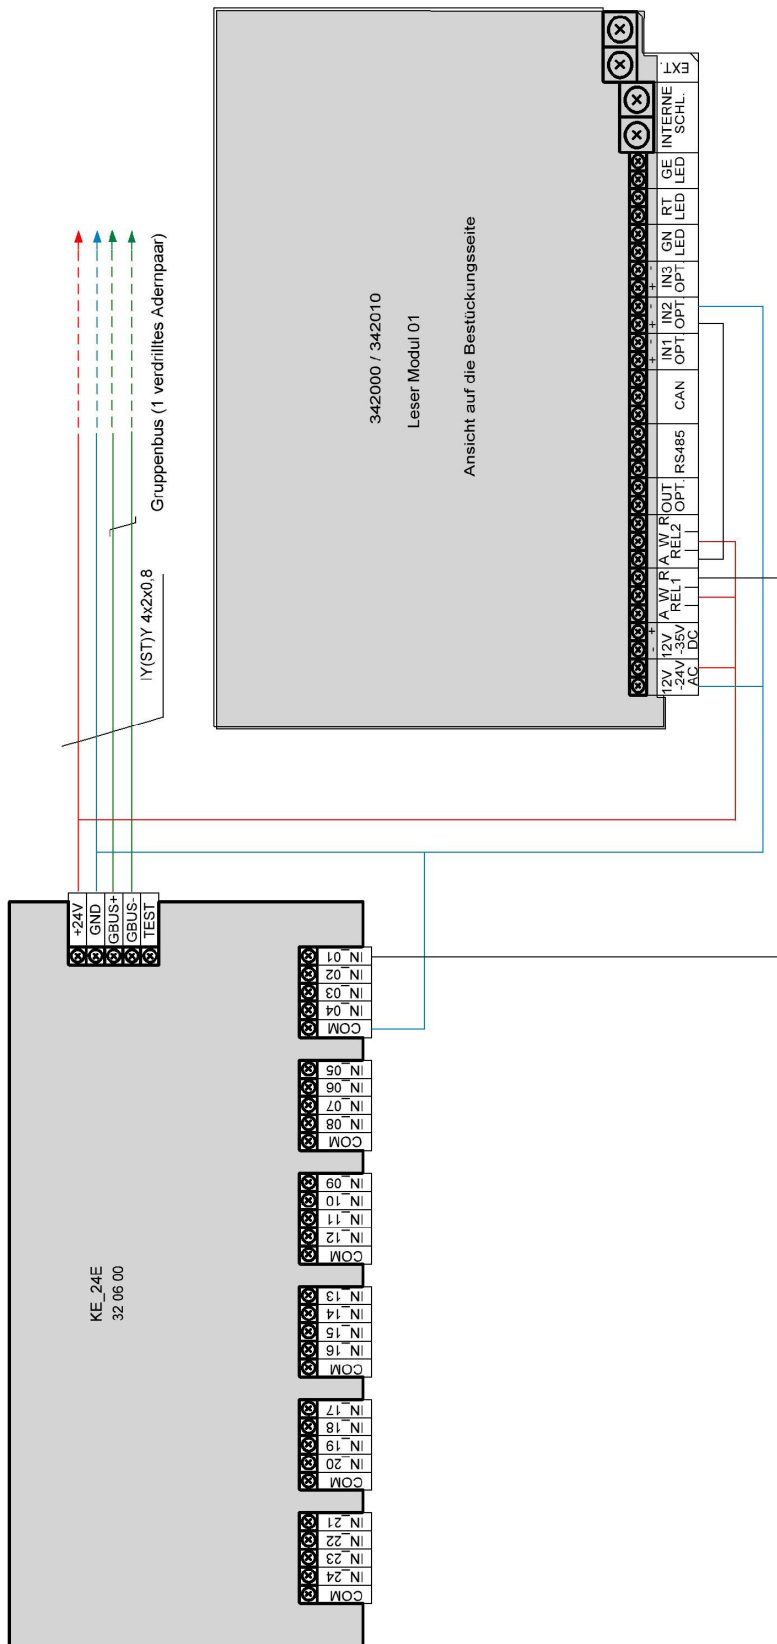 EXT.
INTERNE
SCHL.
GE
LED
RT
LED
GN
LED
+ -
IN3
OPT.
+ -
IN2
OPT.
+ -
IN1
OPT.
CAN
RS485
OUT
OPT.
A W R
REL2
A W R
REL1
- +
12V
-35V
DC
12V
-24V
AC
342000 / 342010
Leser Modul 01
Ansicht auf die Bestückungsseite
Gruppenbus (1 verdrilltes Adernpaar)
IY(ST)Y 4x2x0,8
+24V
GND
GBUS+
GBUS-
TEST
KE_24E
32 06 00
IN_01
IN_02
IN_03
IN_04
COM
IN_05
IN_06
IN_07
IN_08
COM
IN_09
IN_10
IN_11
IN_12
COM
IN_13
IN_14
IN_15
IN_16
COM
IN_17
IN_18
IN_19
IN_20
COM
IN_21
IN_22
IN_23
IN_24
COM